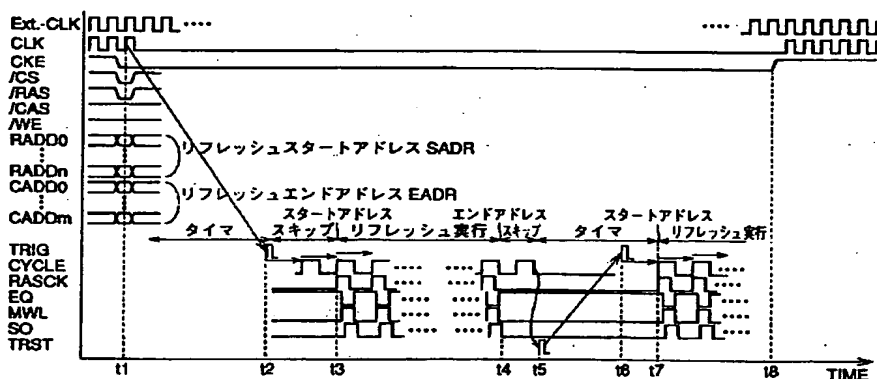 Ext.-CLK
CLK
CKE
/CS
/RAS
/CAS
/WE
RADD0
RADDn
CADD0
CADDm
リフレッシュスタートアドレス SADR
リフレッシュエンドアドレス EADR
スタートアドレス エンドアドレス スタートアドレス
タイマ スキップ リフレッシュ実行 スキップ タイマ リフレッシュ実行
TRIG
CYCLE
RASCK
EQ
MWL
SO
TRST
t1 t2 t3 t4 t5 t6 t7 t8 TIME